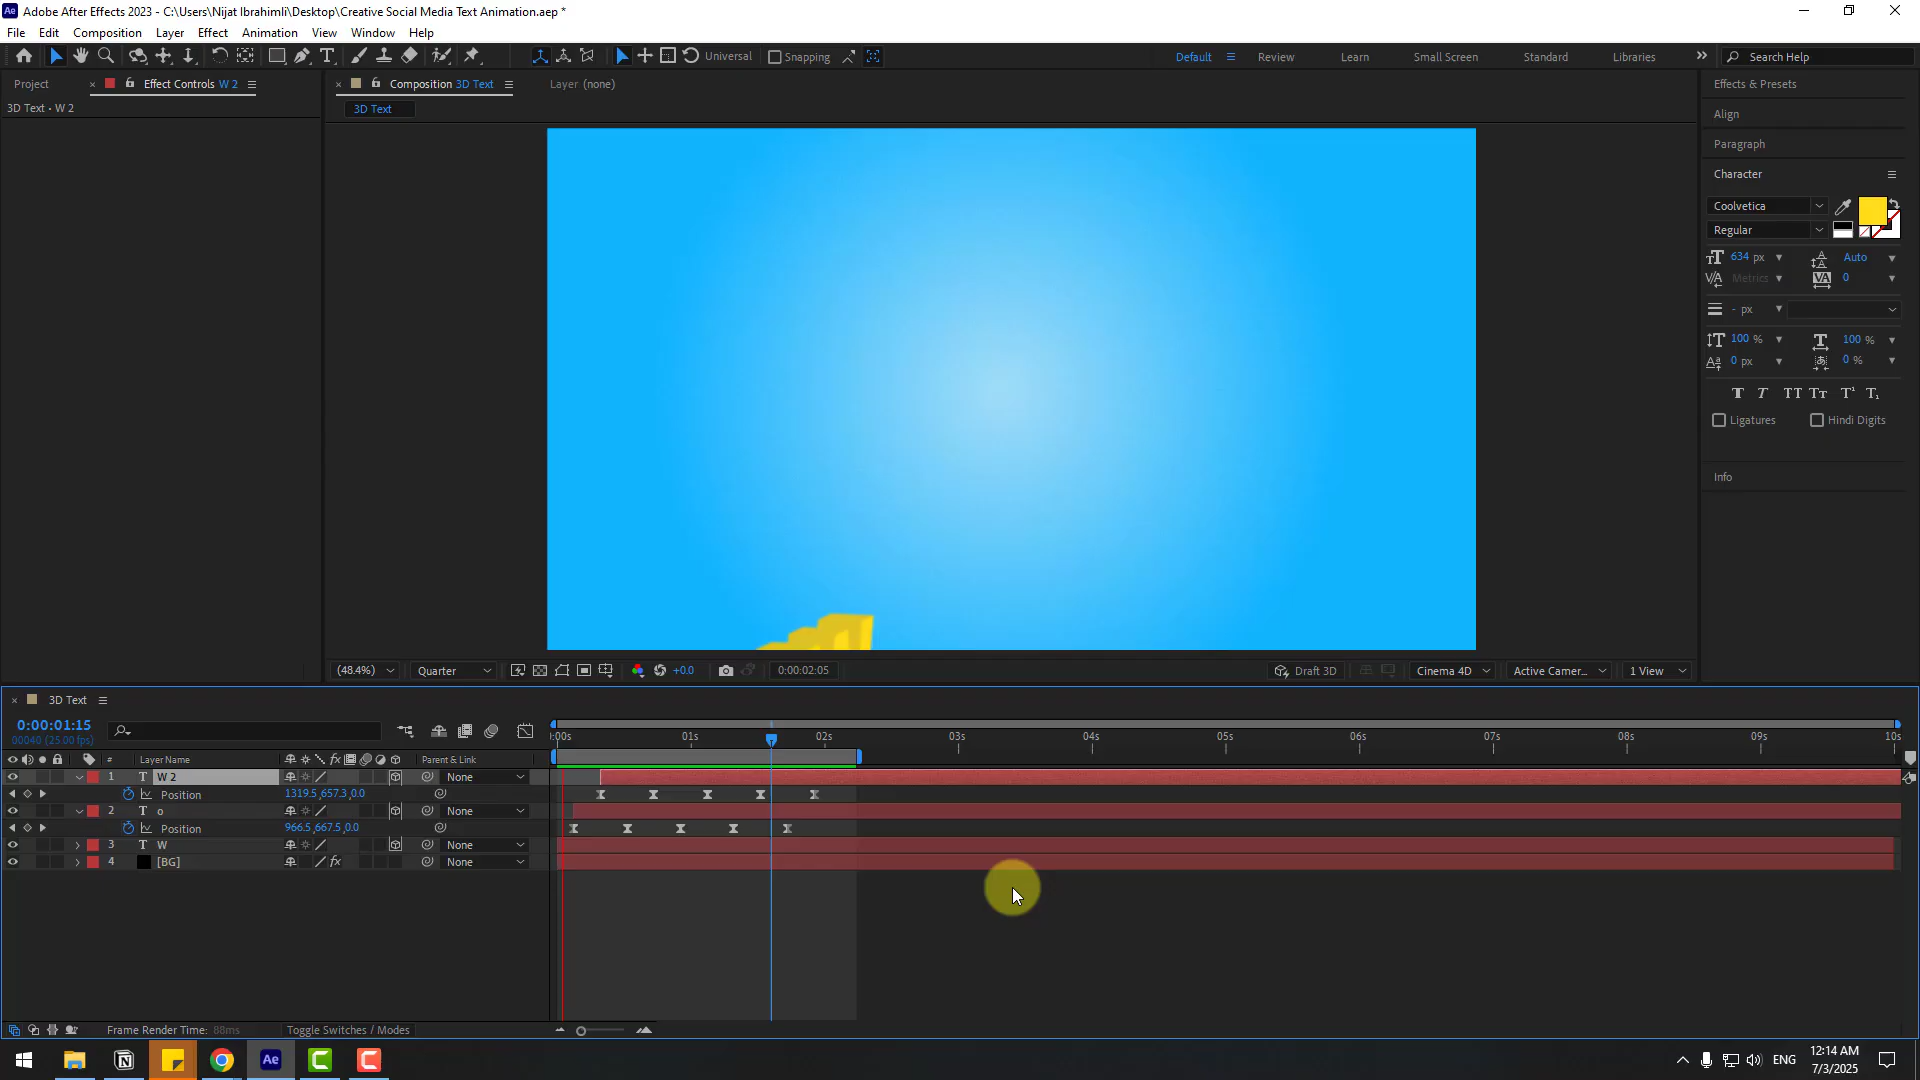 Ae Adobe After Effects 2023 - C:\Users\Nijat Ibrahimli\Desktop\Creative Social Media Text Animation.aep *
File Edit Composition Layer Effect Animation View Window Help
Universal Snapping Default Review Learn Small Screen Standard Libraries Search Help
Project Effect Controls W 2 Composition 3D Text Layer (none) Effects & Presets
3D Text • W 2
3D Text
Align
Paragraph
Character
Coolvetica
Regular
634 px Auto
Metrics 0
- px
100 % 100 %
0 px 0 %
Ligatures Hindi Digits
Info
(48.4%) Quarter +0.0 0:00:02:05 Draft 3D Cinema 4D Active Camer... 1 View
3D Text
0:00:01:15
00040 (25.00 fps)
):00s 01s 02s 03s 04s 05s 06s 07s 08s 09s 10s
# Layer Name Parent & Link
1 T W 2 None
Position 1319.5,657.3,0.0
2 T o None
Position 966.5,667.5,0.0
3 T W None
4 [BG] None
Frame Render Time: 88ms Toggle Switches / Modes
Ae ENG 12:14 AM
7/3/2025